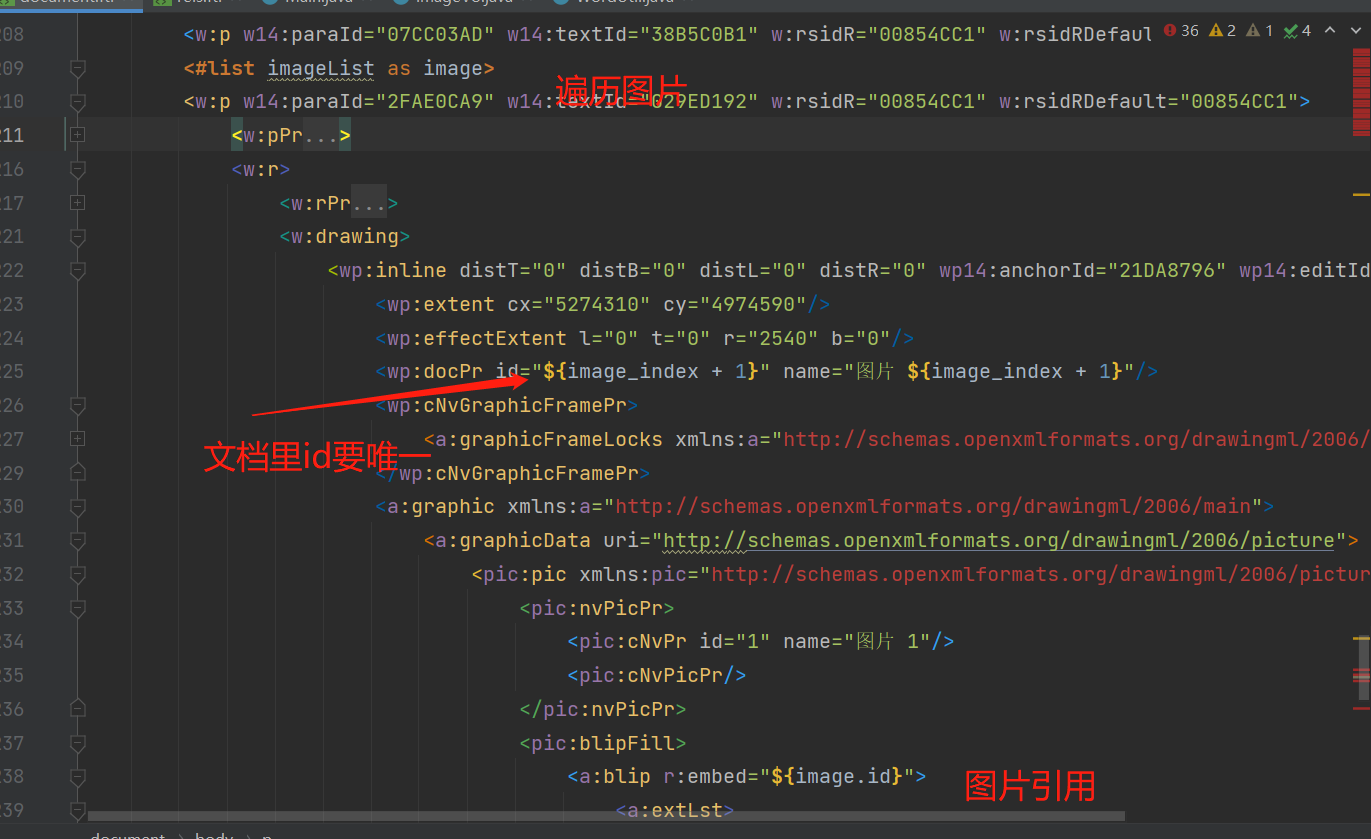 208 <w:p w14:paraId="07CC03AD" w14:textId="38B5C0B1" w:rsidR="00854CC1" w:rsidRDefaul 36 2 1 4
209 <#list imageList as image>
遍历图片
210 <w:p w14:paraId="2FAE0CA9" w14:textId="029ED192" w:rsidR="00854CC1" w:rsidRDefault="00854CC1">
211 <w:pPr...>
216 <w:r>
217 <w:rPr...>
221 <w:drawing>
222 <wp:inline distT="0" distB="0" distL="0" distR="0" wp14:anchorId="21DA8796" wp14:editId
223 <wp:extent cx="5274310" cy="4974590"/>
224 <wp:effectExtent l="0" t="0" r="2540" b="0"/>
225 <wp:docPr id="${image_index + 1}" name="图片 ${image_index + 1}"/>
226 <wp:cNvGraphicFramePr>
227 <a:graphicFrameLocks xmlns:a="http://schemas.openxmlformats.org/drawingml/2006/
文档里id要唯一
229 </wp:cNvGraphicFramePr>
230 <a:graphic xmlns:a="http://schemas.openxmlformats.org/drawingml/2006/main">
231 <a:graphicData uri="http://schemas.openxmlformats.org/drawingml/2006/picture">
232 <pic:pic xmlns:pic="http://schemas.openxmlformats.org/drawingml/2006/pictur
233 <pic:nvPicPr>
234 <pic:cNvPr id="1" name="图片 1"/>
235 <pic:cNvPicPr/>
236 </pic:nvPicPr>
237 <pic:blipFill>
238 <a:blip r:embed="${image.id}">
图片引用
239 <a:extLst>
document › body › p